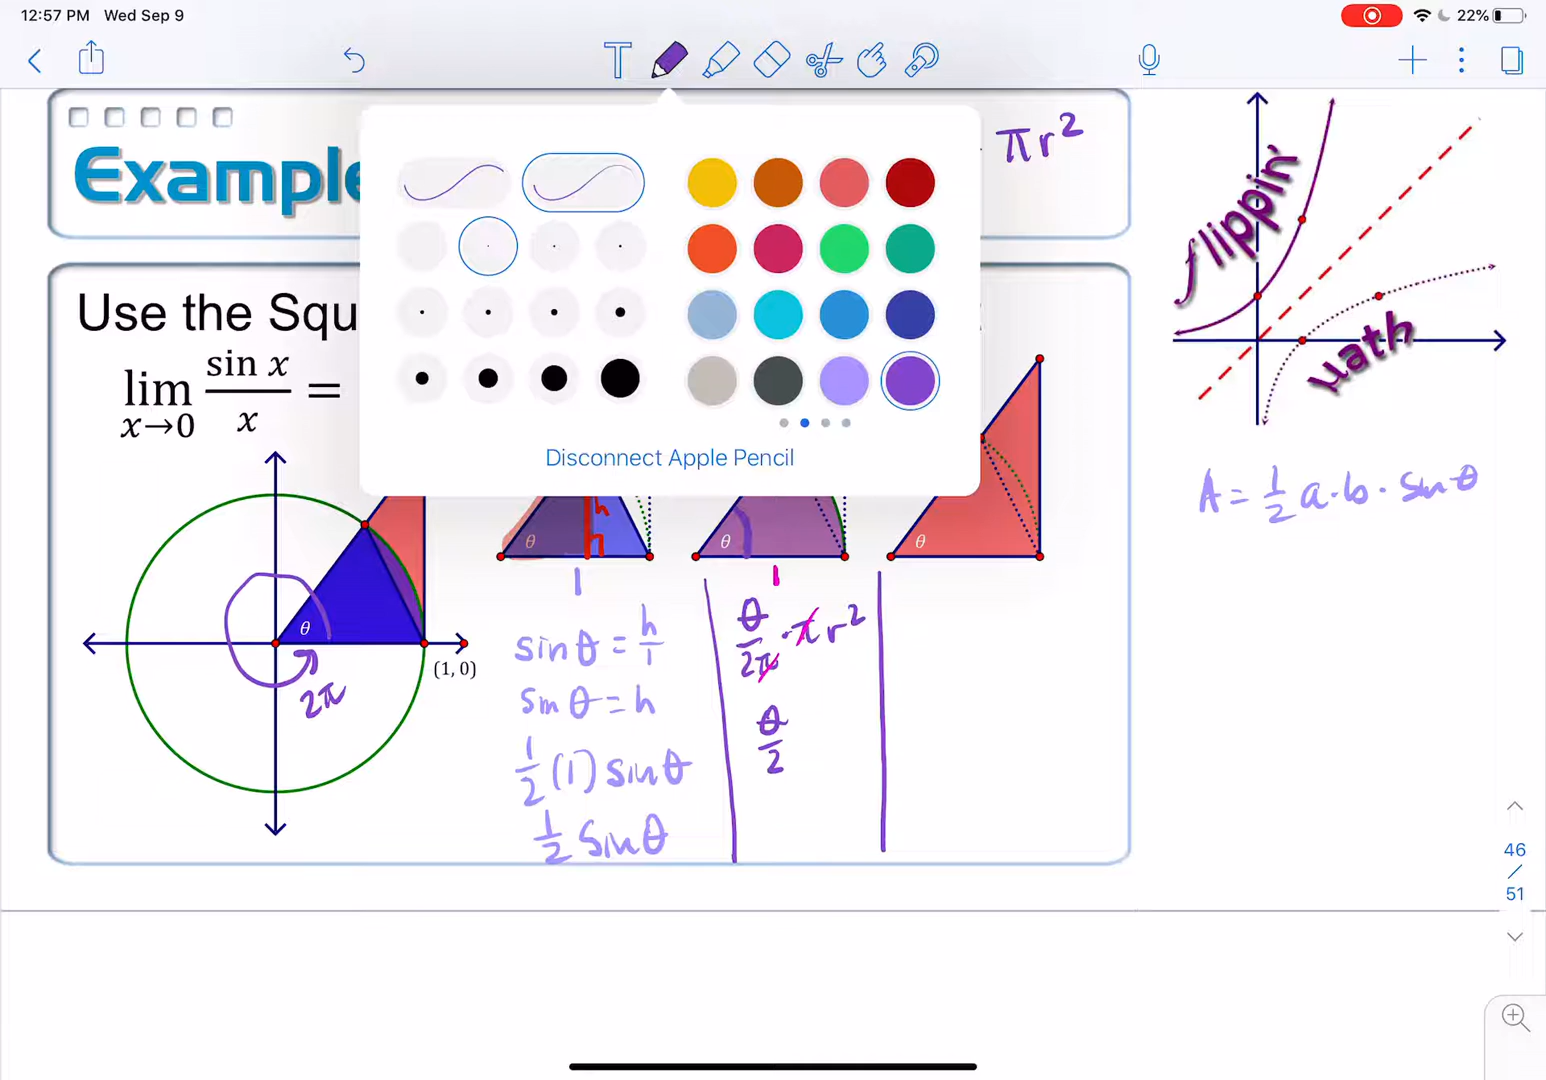 12:57 PM Wed Sep 9
22%
Exampl
πr²
flippin'
math
Use the Squ
lim x→0 sin x / x =
A = 1/2 a·b · sin θ
h
h
θ
θ
θ
θ
1
1
(1, 0)
2π
sin θ = h/1
sin θ = h
1/2 (1) sin θ
1/2 sin θ
θ/2π · πr²
θ/2
Disconnect Apple Pencil
46
/
51